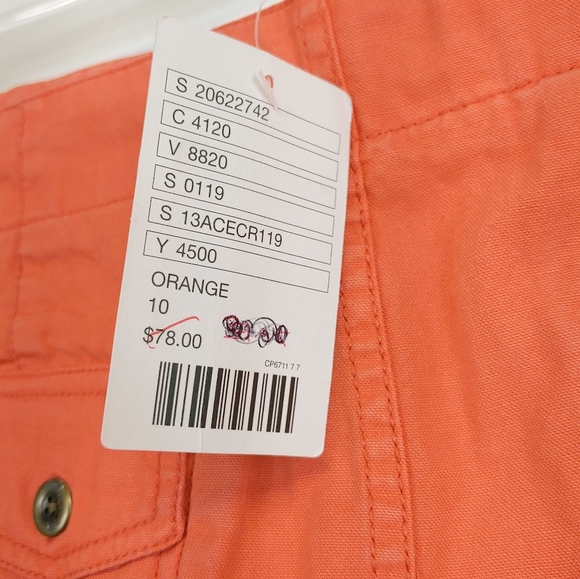 S 20622742
C 4120
V 8820
S 0119
S 13ACECR119
Y 4500
ORANGE
10
$78.00
CP6711 7 7